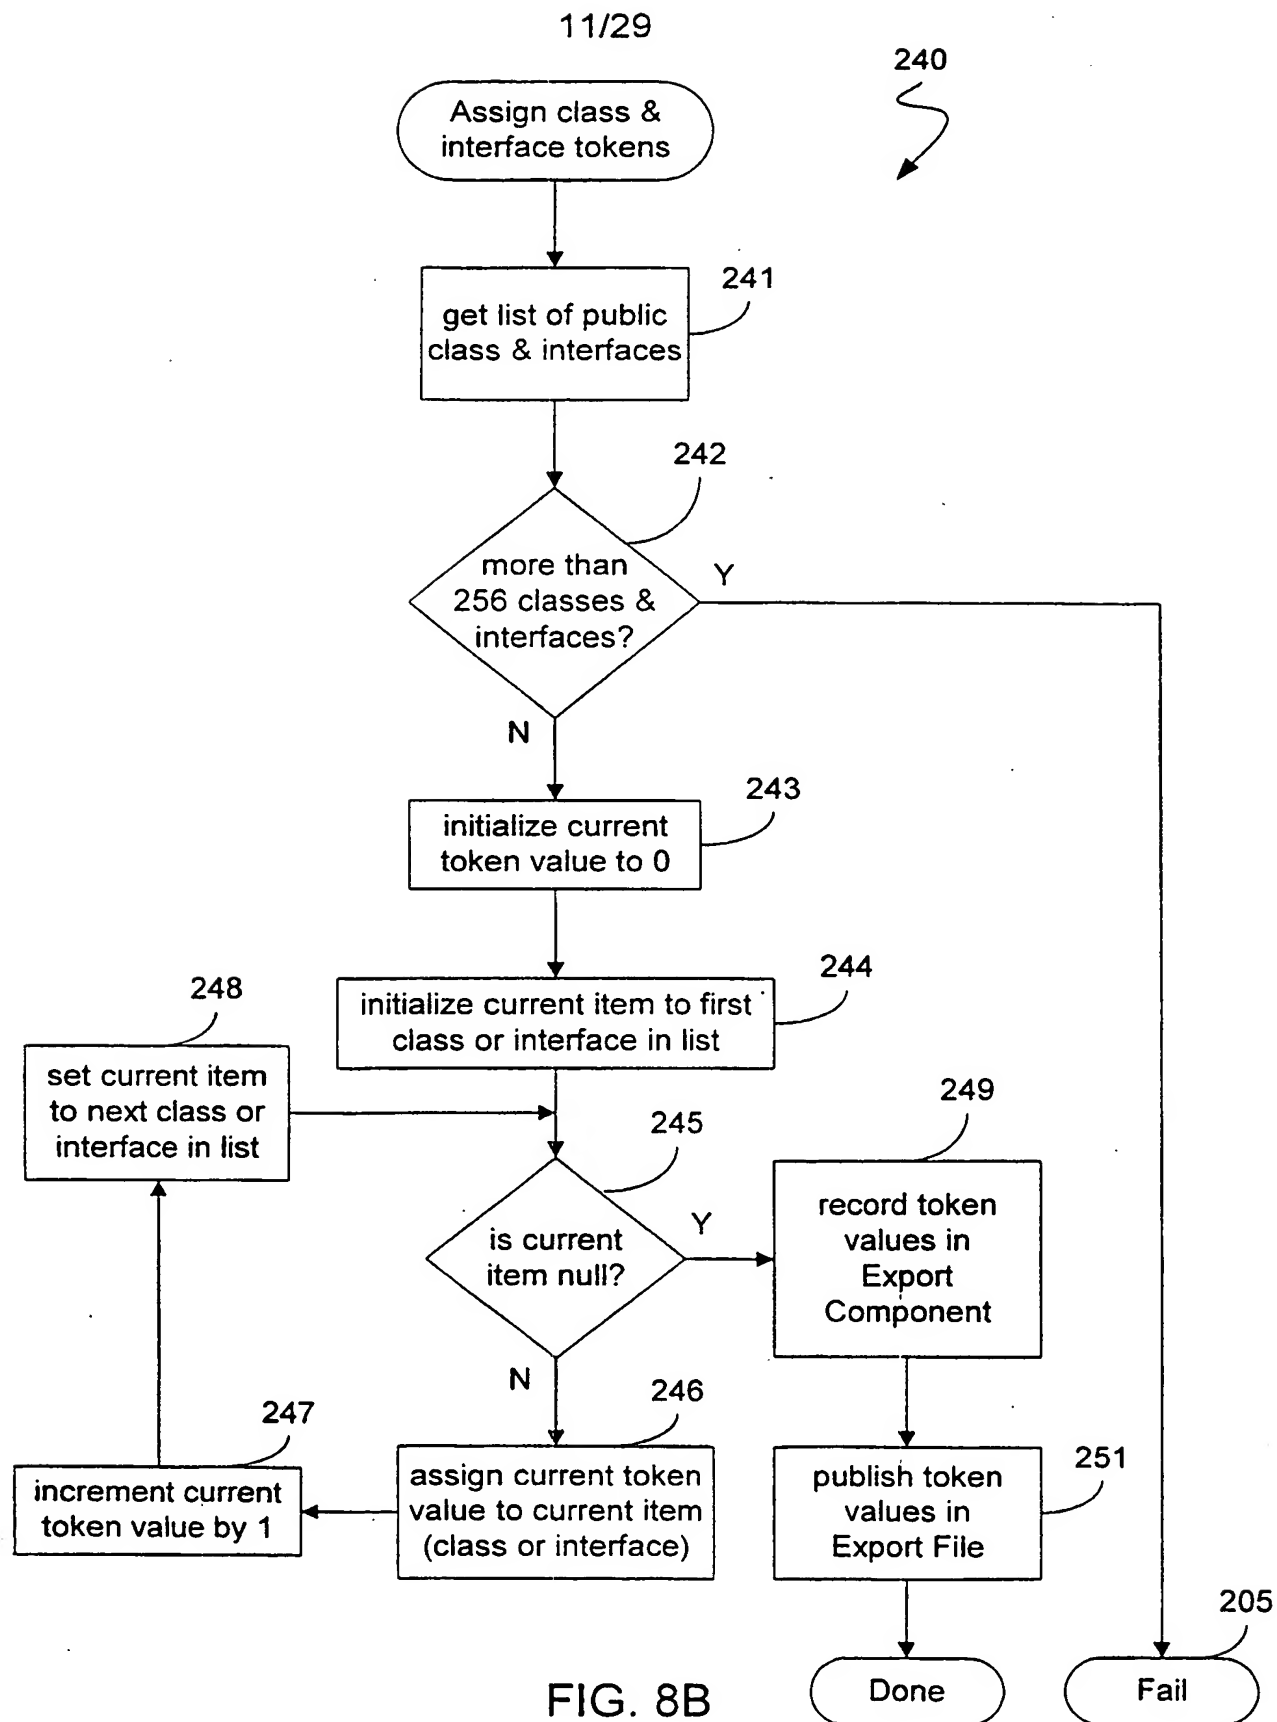 11/29
240
Assign class &
interface tokens
241
get list of public
class & interfaces
242
more than
256 classes &
interfaces?
Y
N
243
initialize current
token value to 0
244
initialize current item to first
class or interface in list
248
set current item
to next class or
interface in list
245
is current
item null?
Y
N
249
record token
values in
Export
Component
246
assign current token
value to current item
(class or interface)
247
increment current
token value by 1
251
publish token
values in
Export File
205
Done
Fail
FIG. 8B